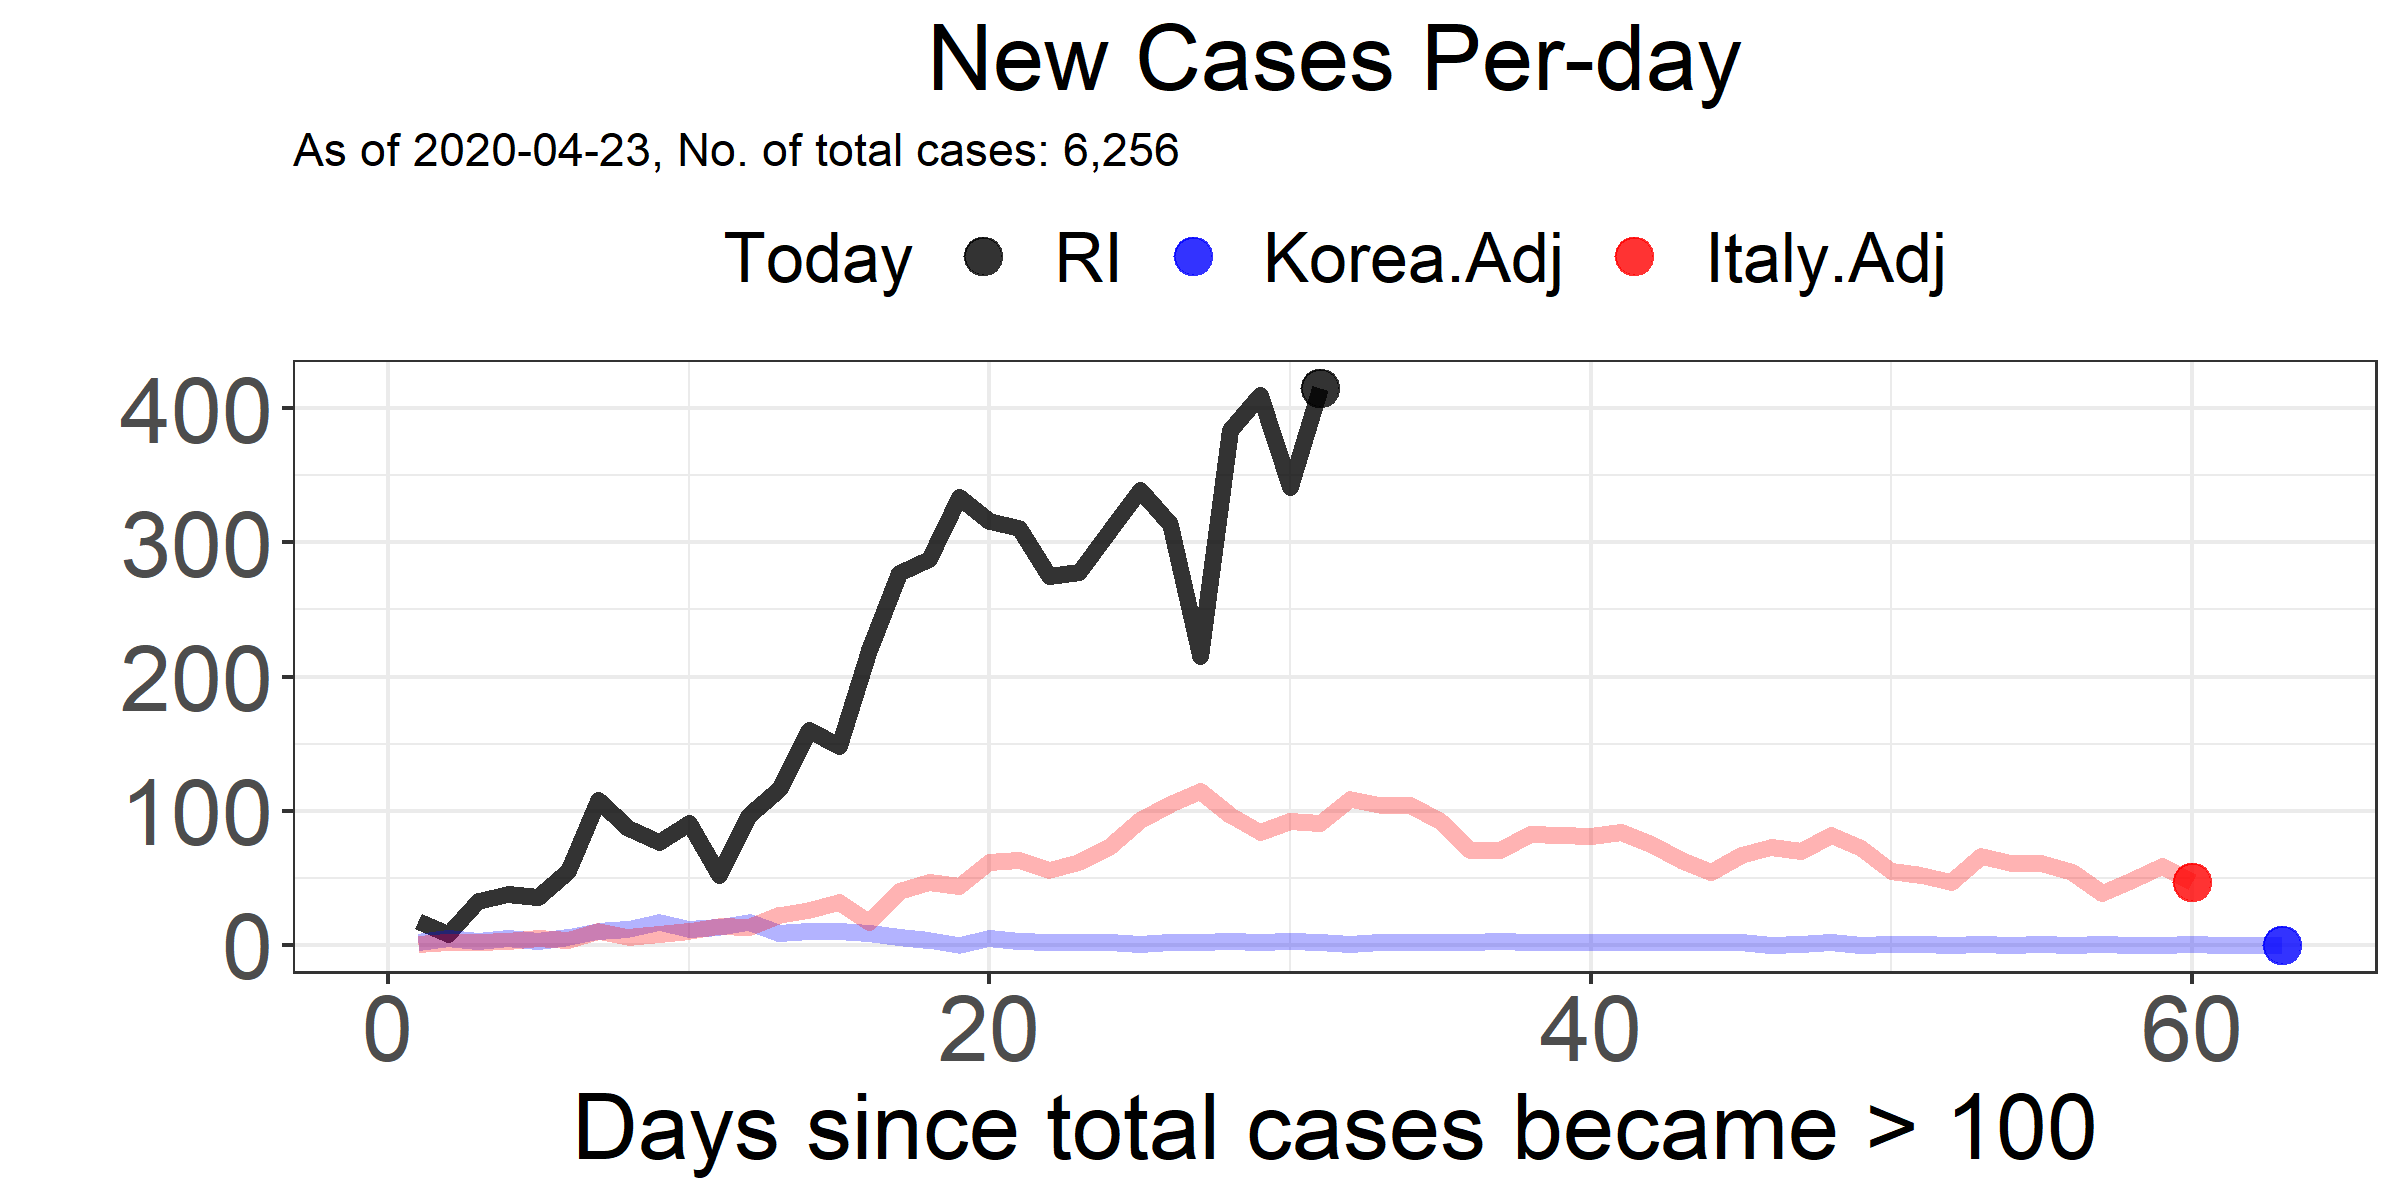 New Cases Per-day
As of 2020-04-23, No. of total cases: 6,256
Today RI Korea.Adj Italy.Adj
400
300
200
100
0
0 20 40 60
Days since total cases became > 100